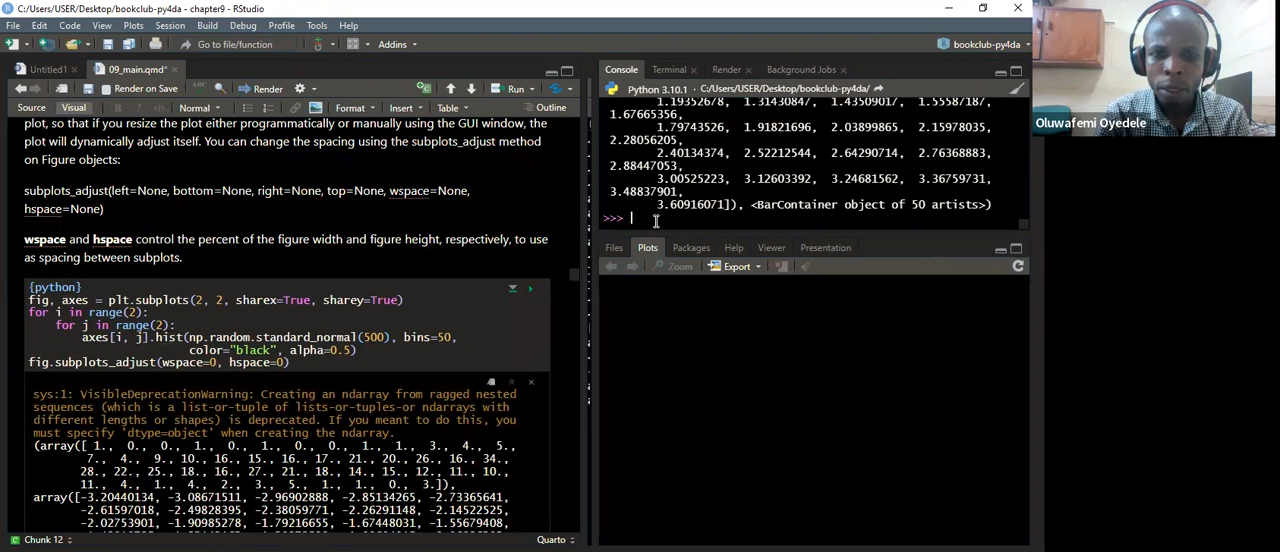 C:/Users/USER/Desktop/bookclub-py4da - chapter9 - RStudio
File Edit Code View Plots Session Build Debug Profile Tools Help
Go to file/function Addins bookclub-py4da
Untitled1 09_main.qmd*
Render on Save ABC Render Run
Source Visual B I Normal Format Insert Table Outline
plot, so that if you resize the plot either programmatically or manually using the GUI window, the
plot will dynamically adjust itself. You can change the spacing using the subplots_adjust method
on Figure objects:
subplots_adjust(left=None, bottom=None, right=None, top=None, wspace=None,
hspace=None)
wspace and hspace control the percent of the figure width and figure height, respectively, to use
as spacing between subplots.
{python}
fig, axes = plt.subplots(2, 2, sharex=True, sharey=True)
for i in range(2):
for j in range(2):
axes[i, j].hist(np.random.standard_normal(500), bins=50,
color="black", alpha=0.5)
fig.subplots_adjust(wspace=0, hspace=0)
sys:1: VisibleDeprecationWarning: Creating an ndarray from ragged nested
sequences (which is a list-or-tuple of lists-or-tuples-or ndarrays with
different lengths or shapes) is deprecated. If you meant to do this, you
must specify 'dtype=object' when creating the ndarray.
(array([ 1., 0., 0., 1., 0., 1., 0., 0., 1., 1., 3., 4., 5.,
7., 4., 9., 10., 16., 15., 16., 17., 21., 20., 26., 16., 34.,
28., 22., 25., 18., 16., 27., 21., 18., 14., 15., 12., 11., 10.,
11., 4., 1., 4., 2., 3., 5., 1., 1., 0., 3.]),
array([-3.20440134, -3.08671511, -2.96902888, -2.85134265, -2.73365641,
-2.61597018, -2.49828395, -2.38059771, -2.26291148, -2.14522525,
-2.02753901, -1.90985278, -1.79216655, -1.67448031, -1.55679408,
Chunk 12 Quarto
Console Terminal Render Background Jobs
Python 3.10.1 · C:/Users/USER/Desktop/bookclub-py4da/
1.19352678, 1.31430847, 1.43509017, 1.55587187,
1.67665356,
1.79743526, 1.91821696, 2.03899865, 2.15978035,
2.28056205,
2.40134374, 2.52212544, 2.64290714, 2.76368883,
2.88447053,
3.00525223, 3.12603392, 3.24681562, 3.36759731,
3.48837901,
3.60916071]), <BarContainer object of 50 artists>)
>>>
Files Plots Packages Help Viewer Presentation
Zoom Export
Oluwafemi Oyedele